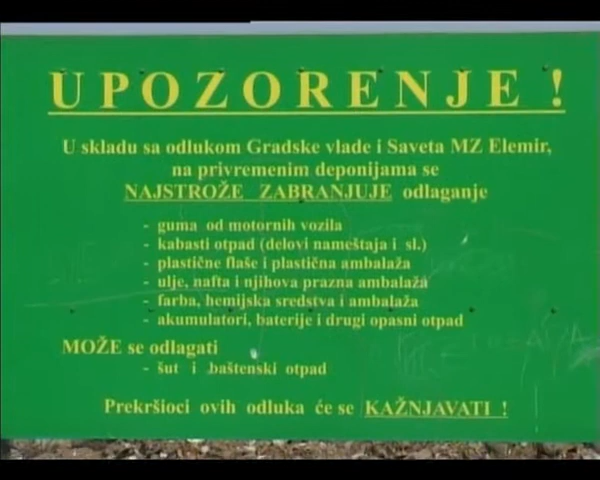 UPOZORENJE !
U skladu sa odlukom Gradske vlade i Saveta MZ Elemir,
na privremenim deponijama se
NAJSTROŽE ZABRANJUJE odlaganje
- guma od motornih vozila
- kabasti otpad (delovi nameštaja i sl.)
- plastične flaše i plastična ambalaža
- ulje, nafta i njihova prazna ambalaža
- farba, hemijska sredstva i ambalaža
- akumulatori, baterije i drugi opasni otpad
MOŽE se odlagati
- šut i baštenski otpad
Prekršioci ovih odluka će se KAŽNJAVATI !